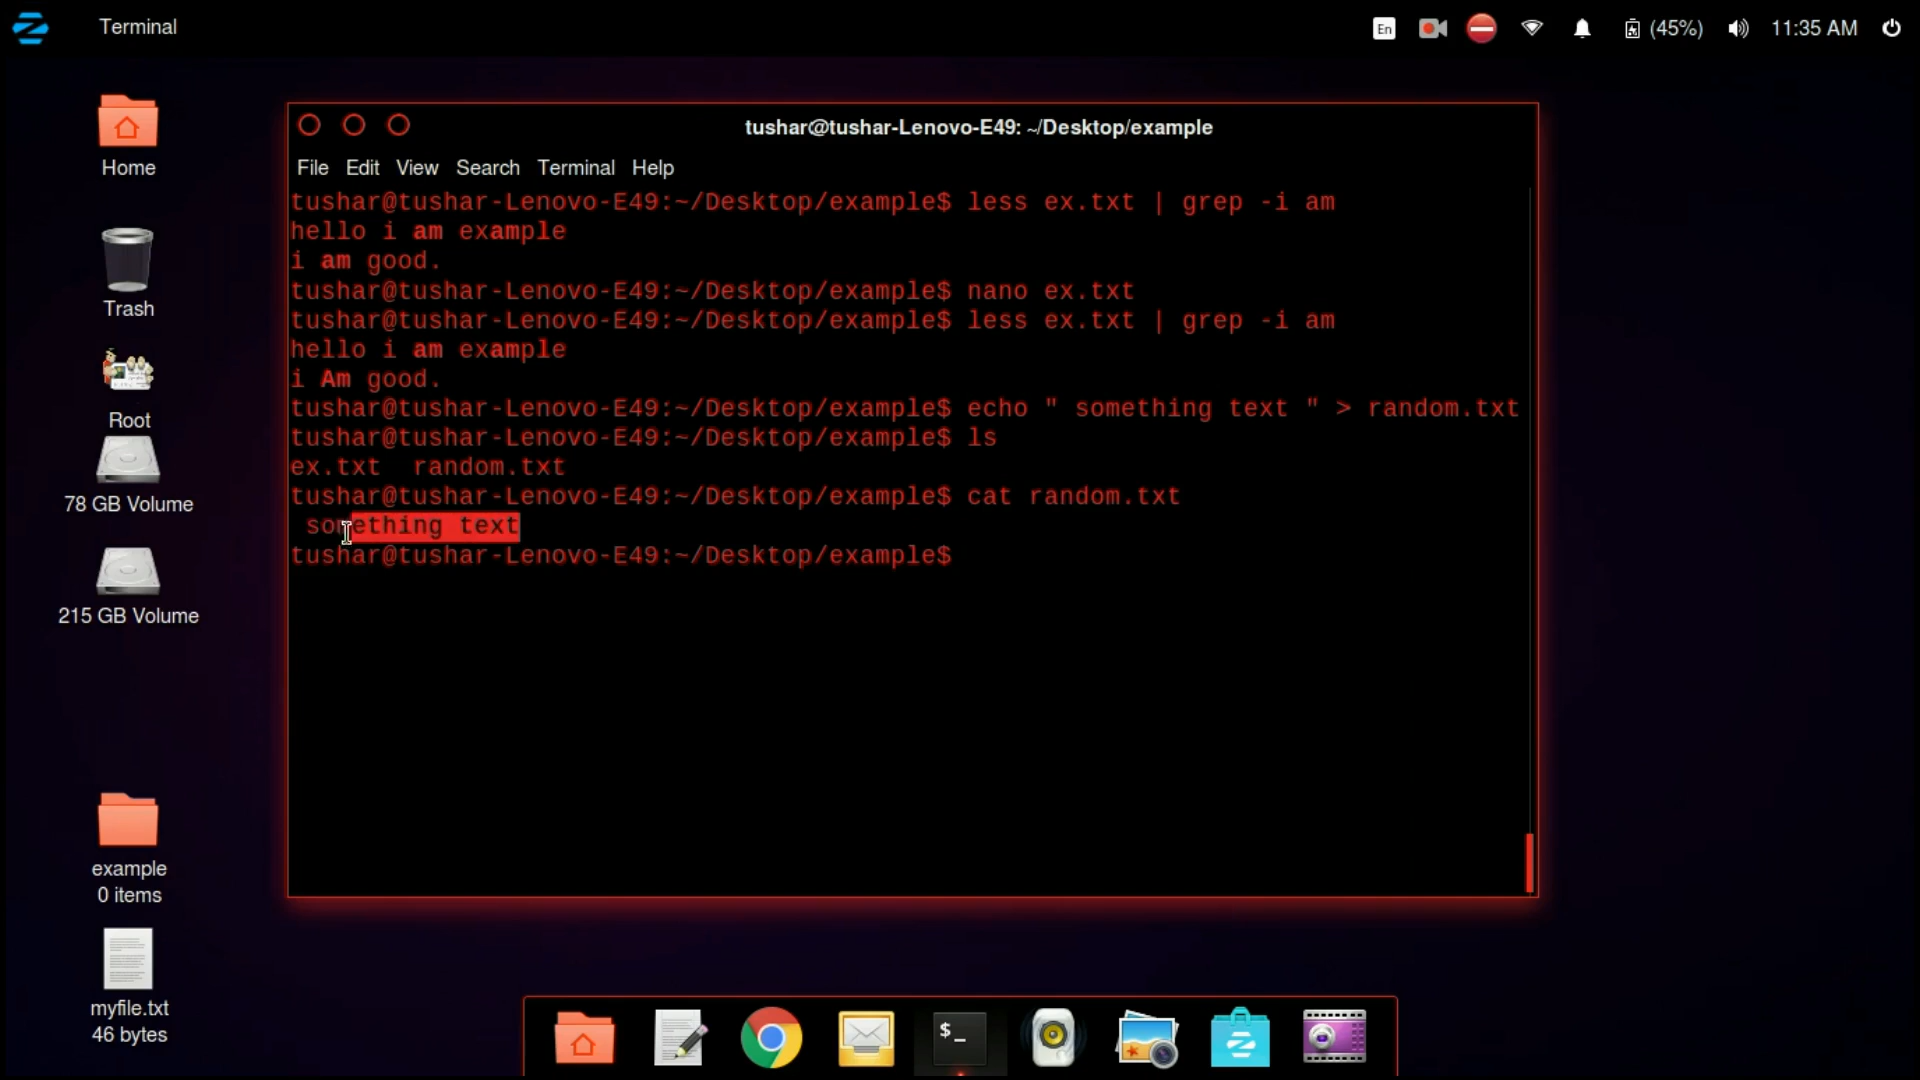 Terminal
En
(45%)
11:35 AM
Home
Trash
Root
78 GB Volume
215 GB Volume
example
0 items
myfile.txt
46 bytes
tushar@tushar-Lenovo-E49: ~/Desktop/example
File Edit View Search Terminal Help
tushar@tushar-Lenovo-E49:~/Desktop/example$ less ex.txt | grep -i am
hello i am example
i am good.
tushar@tushar-Lenovo-E49:~/Desktop/example$ nano ex.txt
tushar@tushar-Lenovo-E49:~/Desktop/example$ less ex.txt | grep -i am
hello i am example
i Am good.
tushar@tushar-Lenovo-E49:~/Desktop/example$ echo " something text " > random.txt
tushar@tushar-Lenovo-E49:~/Desktop/example$ ls
ex.txt  random.txt
tushar@tushar-Lenovo-E49:~/Desktop/example$ cat random.txt
 something text
tushar@tushar-Lenovo-E49:~/Desktop/example$
$_